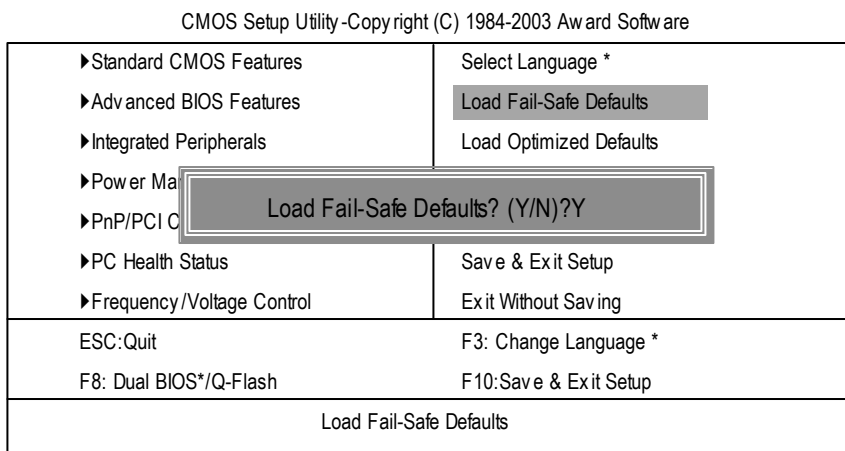 CMOS Setup Utility-Copyright (C) 1984-2003 Award Software
▶Standard CMOS Features
Select Language *
▶Advanced BIOS Features
Load Fail-Safe Defaults
▶Integrated Peripherals
Load Optimized Defaults
▶Power Ma
▶PnP/PCI C
Load Fail-Safe Defaults? (Y/N)?Y
▶PC Health Status
Save & Exit Setup
▶Frequency/Voltage Control
Exit Without Saving
ESC:Quit
F3: Change Language *
F8: Dual BIOS*/Q-Flash
F10:Save & Exit Setup
Load Fail-Safe Defaults